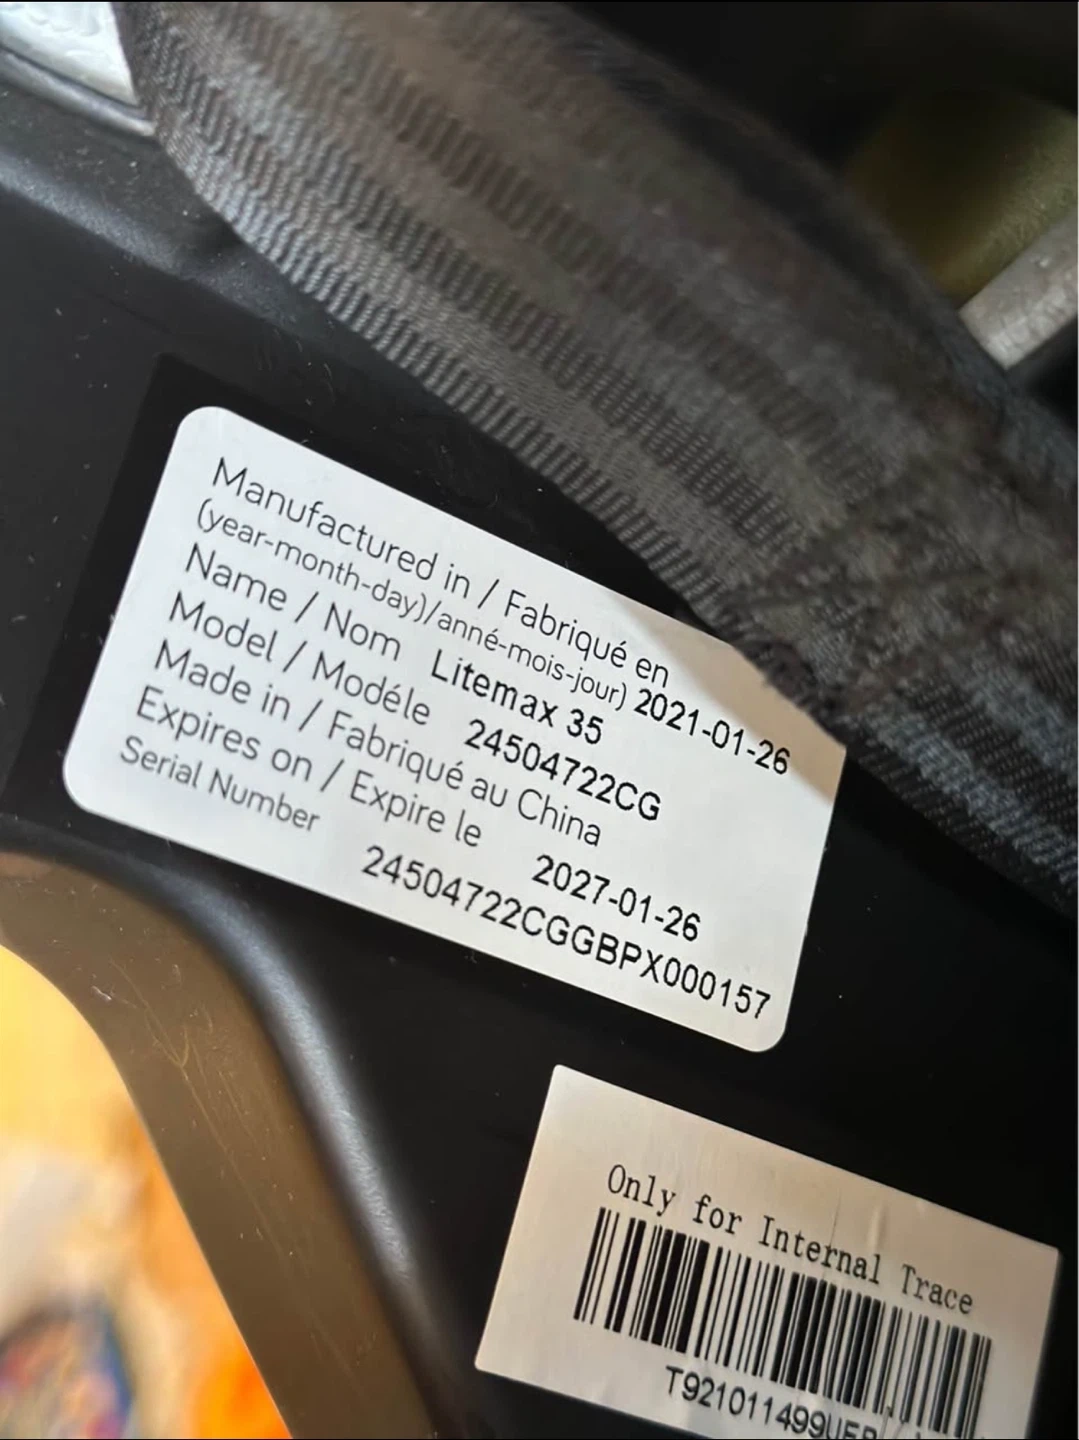 Manufactured in / Fabriqué en
(year-month-day)/anné-mois-jour) 2021-01-26
Name / Nom Litemax 35
Model / Modéle 24504722CG
Made in / Fabriqué au China
Expires on / Expire le 2027-01-26
Serial Number 24504722CGGBPX000157
Only for Internal Trace